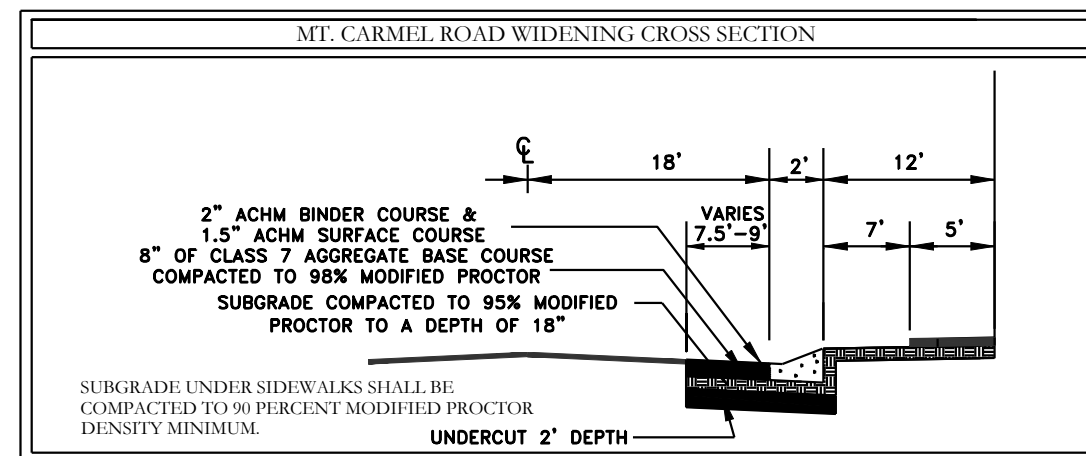 MT. CARMEL ROAD WIDENING CROSS SECTION
℄
18'
2'
12'
2" ACHM BINDER COURSE &
1.5" ACHM SURFACE COURSE
8" OF CLASS 7 AGGREGATE BASE COURSE
COMPACTED TO 98% MODIFIED PROCTOR
SUBGRADE COMPACTED TO 95% MODIFIED
PROCTOR TO A DEPTH OF 18"
VARIES
7.5'-9'
7'
5'
SUBGRADE UNDER SIDEWALKS SHALL BE
COMPACTED TO 90 PERCENT MODIFIED PROCTOR
DENSITY MINIMUM.
UNDERCUT 2' DEPTH